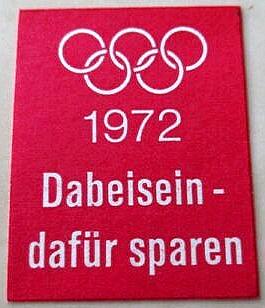 1972
Dabeisein -
dafür sparen